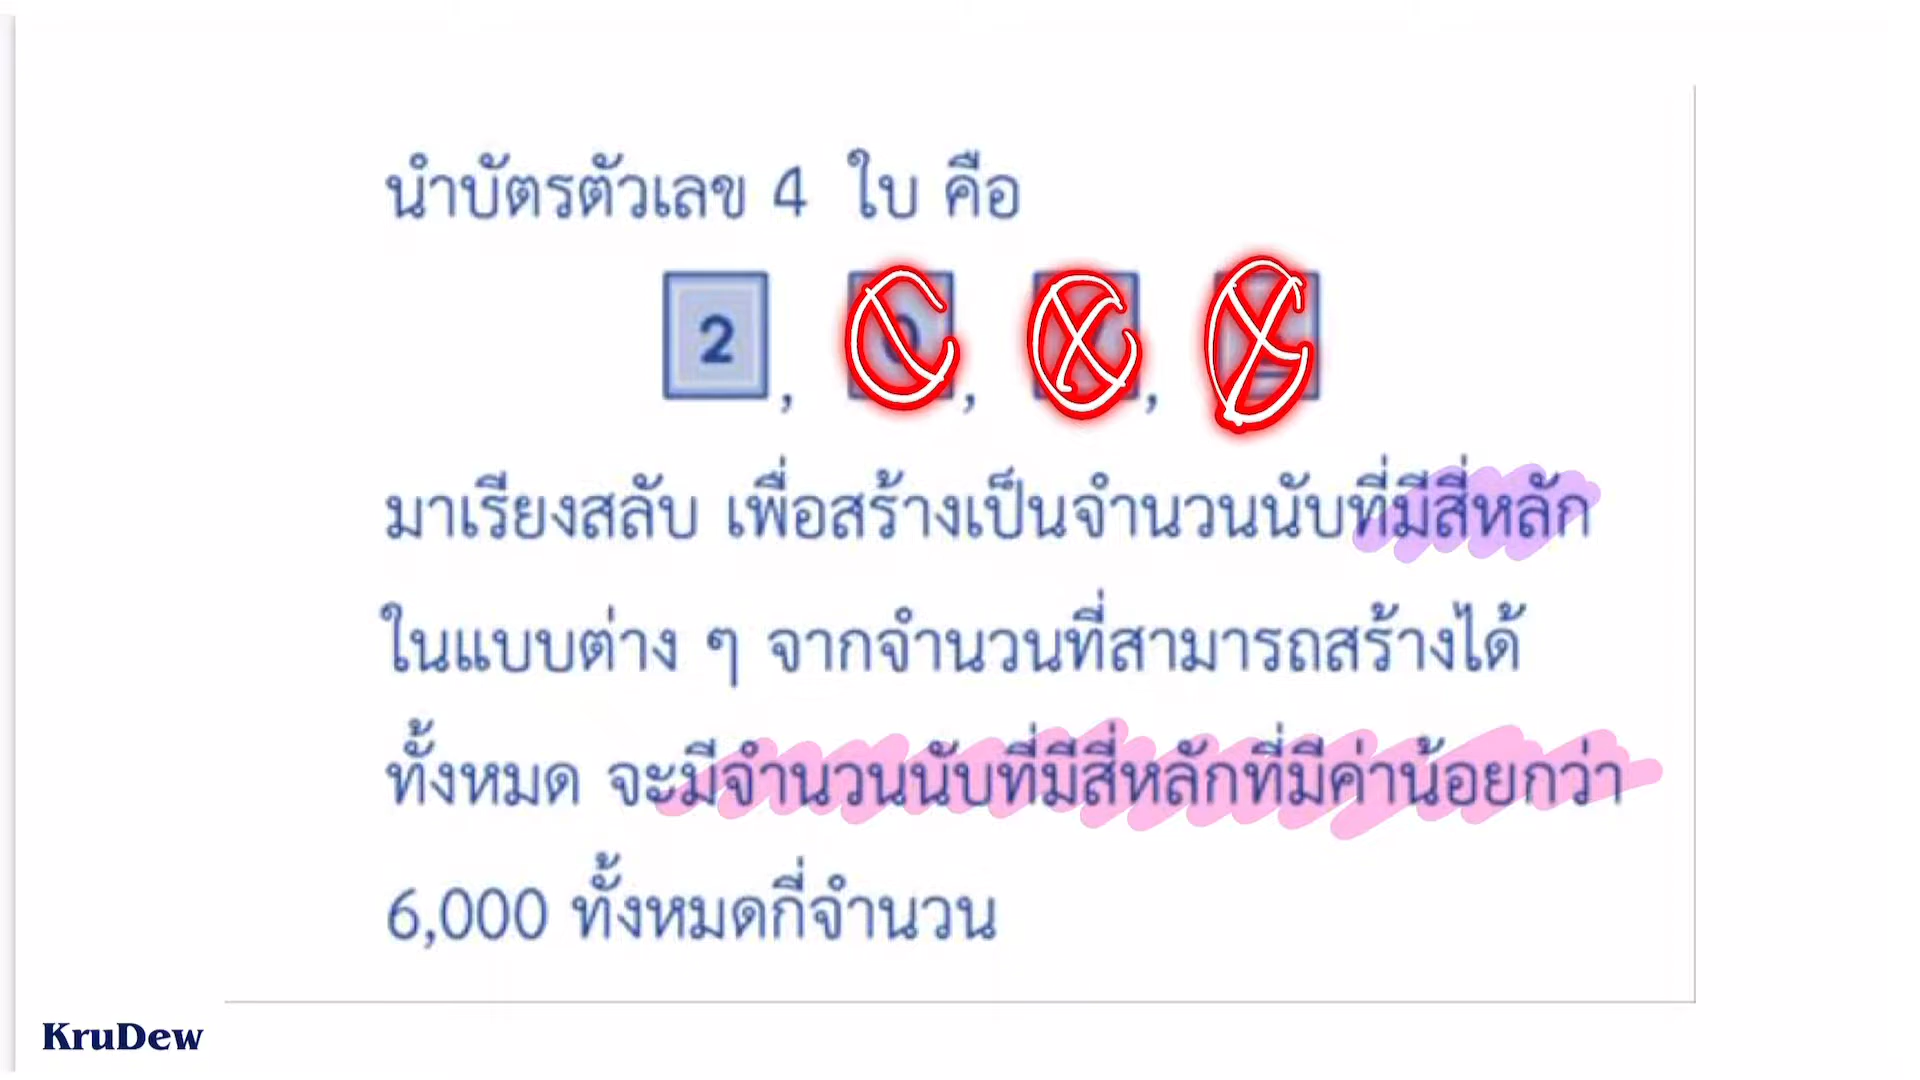 นำบัตรตัวเลข 4 ใบ คือ
2, 0, , 
มาเรียงสลับ เพื่อสร้างเป็นจำนวนนับที่มีสี่หลัก
ในแบบต่าง ๆ จากจำนวนที่สามารถสร้างได้
ทั้งหมด จะมีจำนวนนับที่มีสี่หลักที่มีค่าน้อยกว่า
6,000 ทั้งหมดกี่จำนวน
KruDew